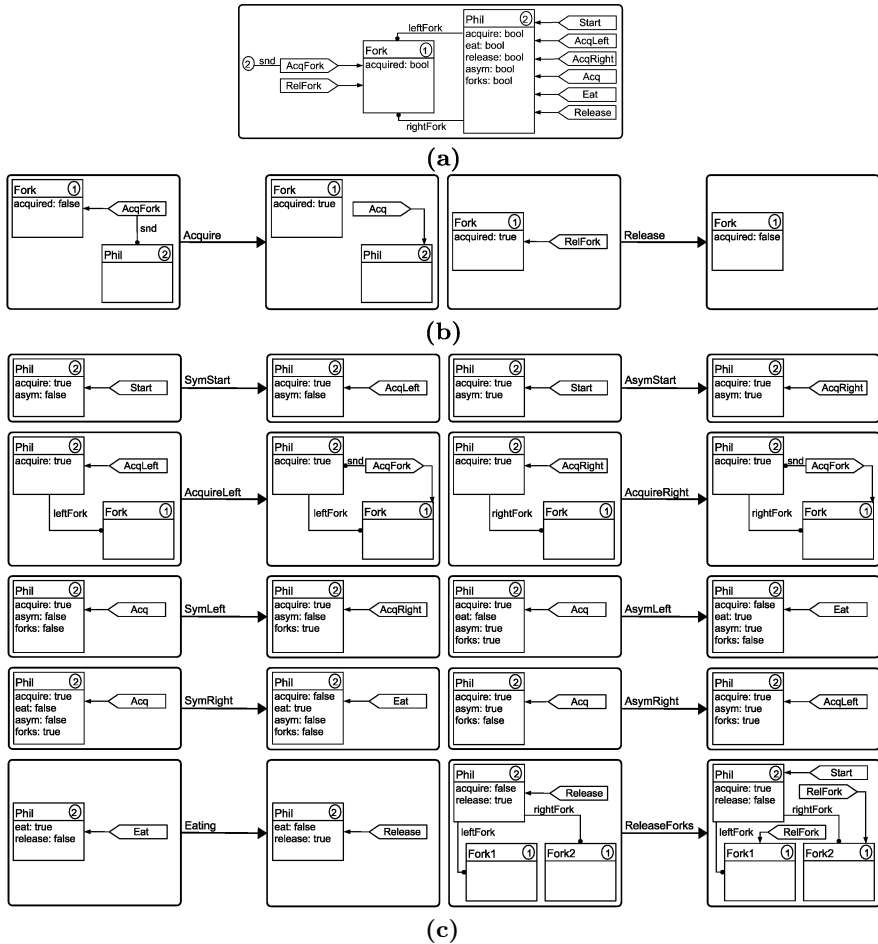 Phil 2
acquire: bool
eat: bool
release: bool
asym: bool
forks: bool
leftFork
Fork 1
acquired: bool
2 snd AcqFork
RelFork
rightFork
Start
AcqLeft
AcqRight
Acq
Eat
Release
(a)
Fork 1
acquired: false
AcqFork
snd
Phil 2
Acquire
Fork 1
acquired: true
Acq
Phil 2
Fork 1
acquired: true
RelFork
Release
Fork 1
acquired: false
(b)
Phil 2
acquire: true
asym: false
Start
SymStart
Phil 2
acquire: true
asym: false
AcqLeft
Phil 2
acquire: true
asym: true
Start
AsymStart
Phil 2
acquire: true
asym: true
AcqRight
Phil 2
acquire: true
AcqLeft
leftFork
Fork 1
AcquireLeft
Phil 2
acquire: true
snd
AcqFork
leftFork
Fork 1
Phil 2
acquire: true
AcqRight
rightFork
Fork 1
AcquireRight
Phil 2
acquire: true
snd
AcqFork
rightFork
Fork 1
Phil 2
acquire: true
asym: false
forks: false
Acq
SymLeft
Phil 2
acquire: true
asym: false
forks: true
AcqRight
Phil 2
acquire: true
eat: false
asym: true
forks: true
Acq
AsymLeft
Phil 2
acquire: false
eat: true
asym: true
forks: false
Eat
Phil 2
acquire: true
eat: false
asym: false
forks: true
Acq
SymRight
Phil 2
acquire: false
eat: true
asym: false
forks: false
Eat
Phil 2
acquire: true
asym: true
forks: false
Acq
AsymRight
Phil 2
acquire: true
asym: true
forks: true
AcqLeft
Phil 2
eat: true
release: false
Eat
Eating
Phil 2
eat: false
release: true
Release
Phil 2
acquire: false
release: true
Release
rightFork
leftFork
Fork1 1
Fork2 1
ReleaseForks
Phil 2
acquire: true
release: false
Start
RelFork
rightFork
leftFork
RelFork
Fork1 1
Fork2 1
(c)